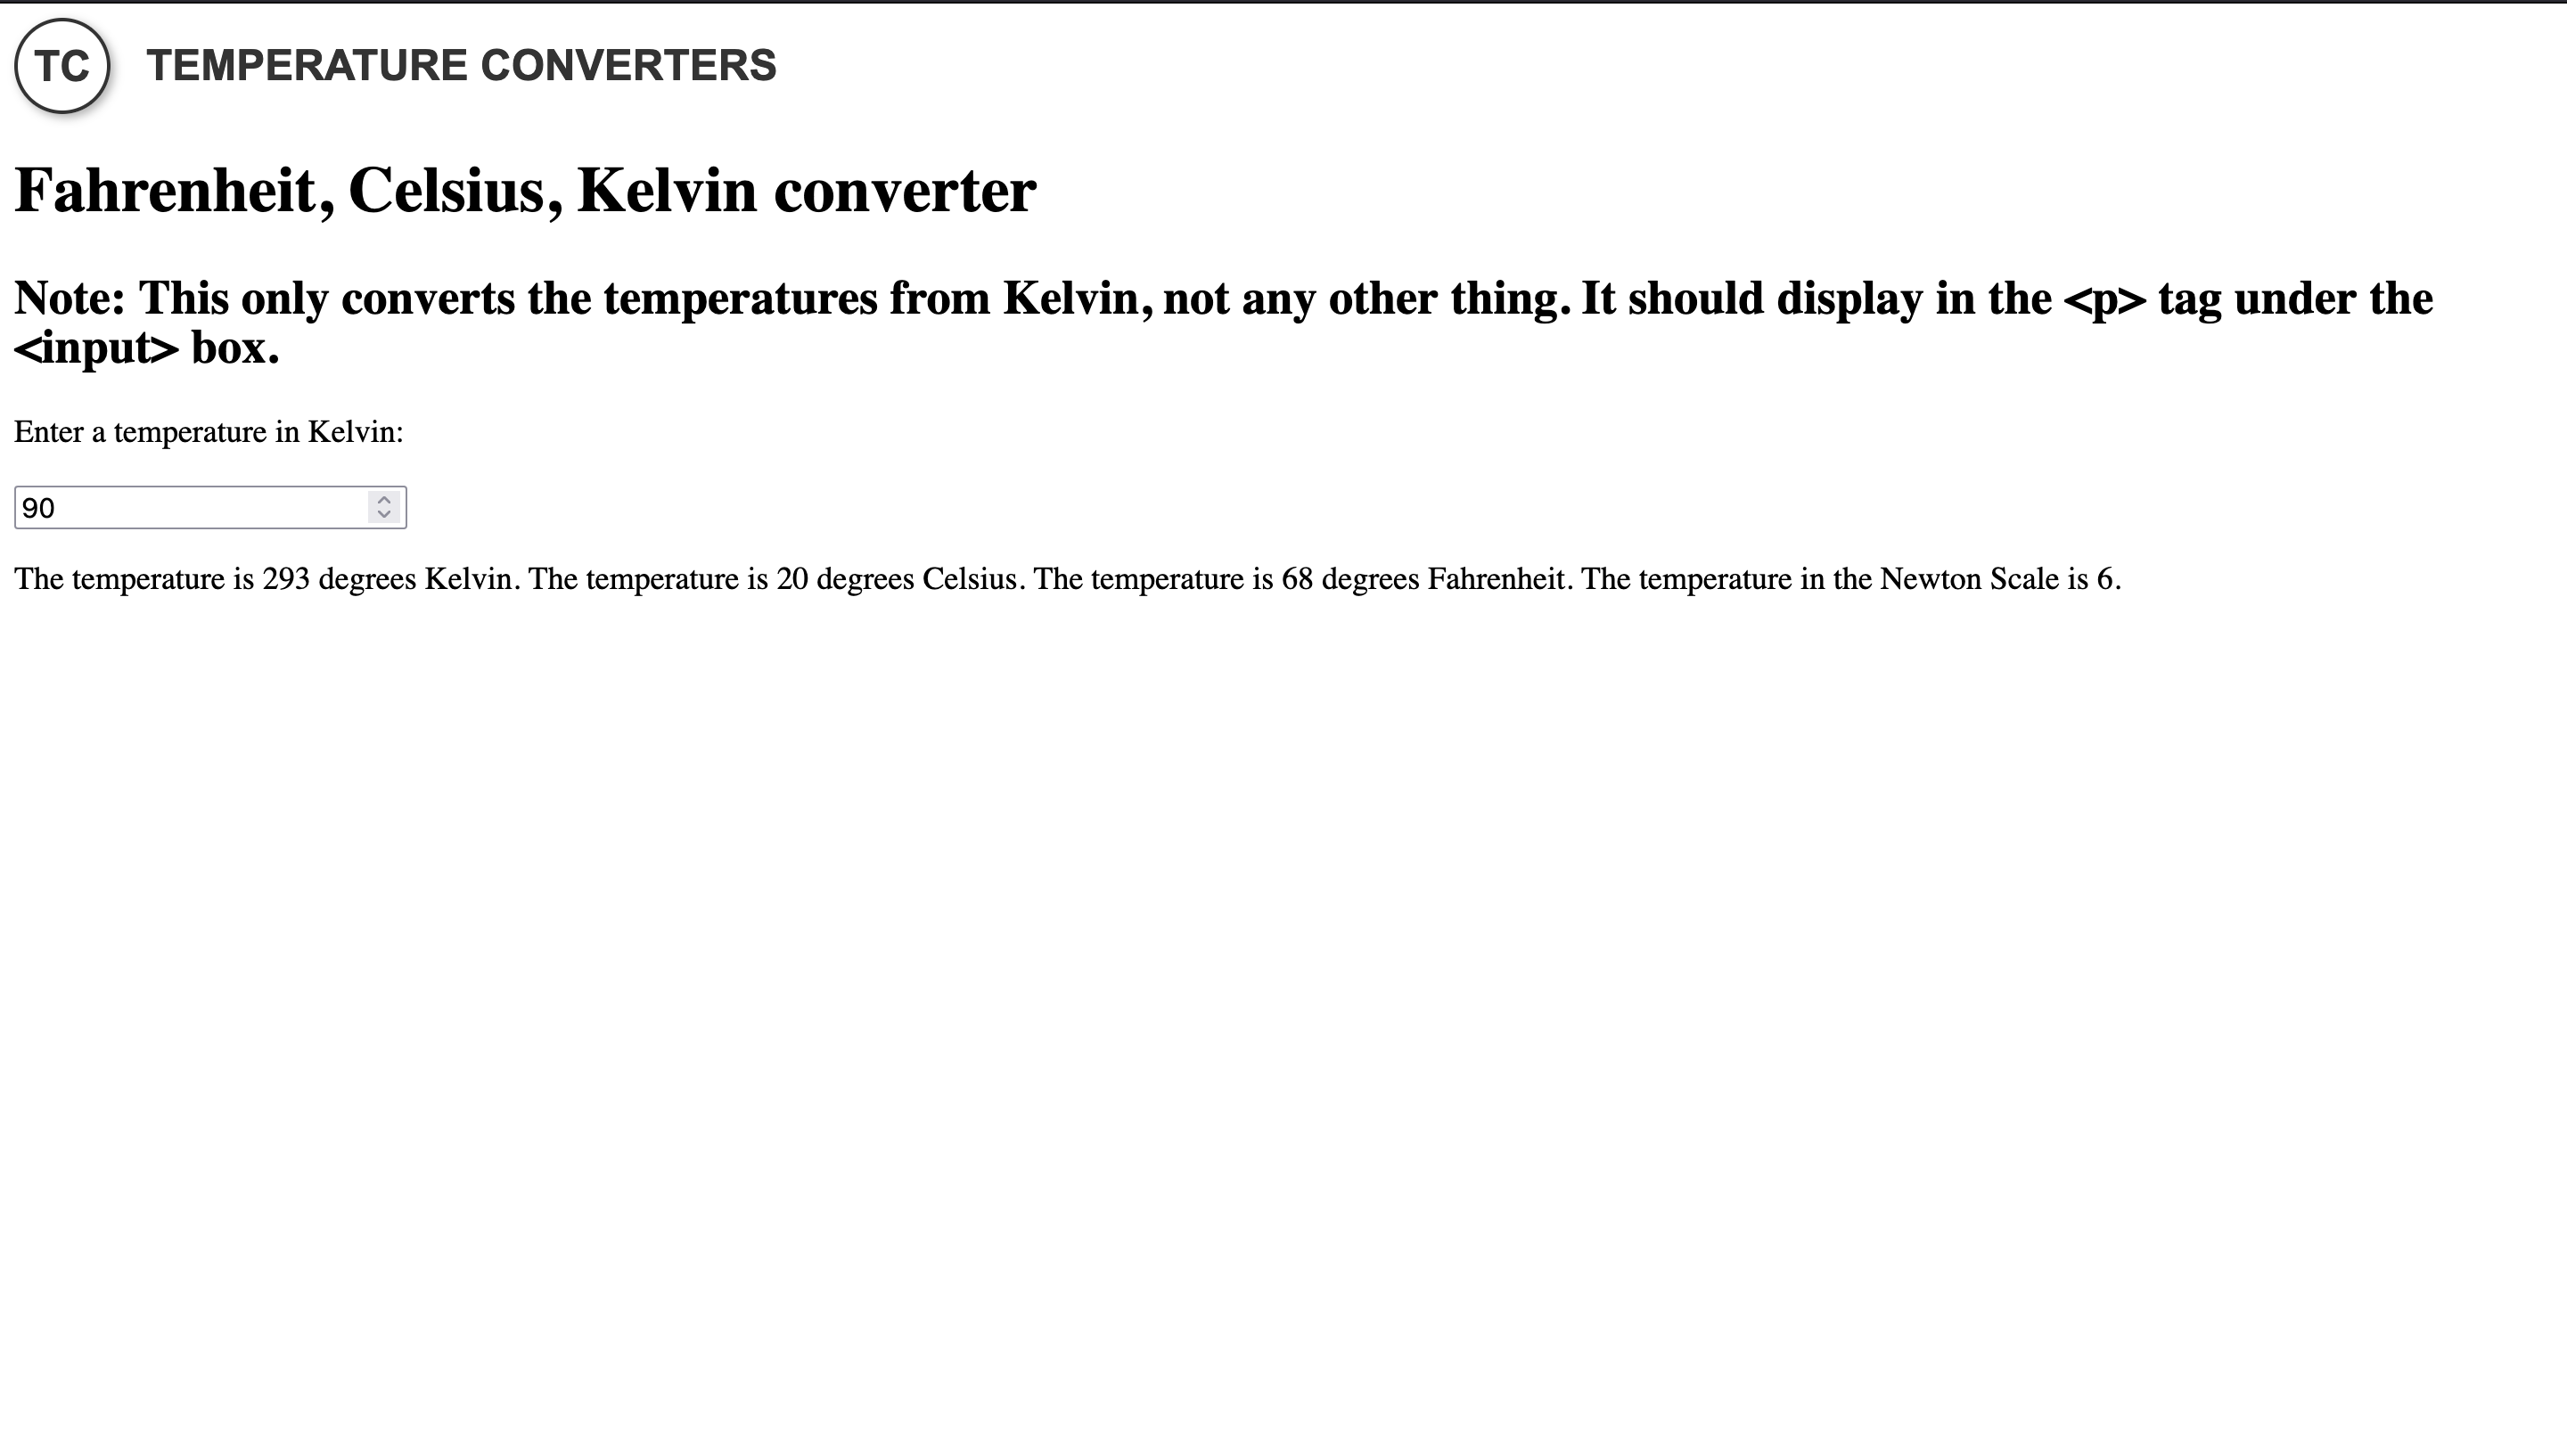 TC TEMPERATURE CONVERTERS
Fahrenheit, Celsius, Kelvin converter
Note: This only converts the temperatures from Kelvin, not any other thing. It should display in the <p> tag under the
<input> box.
Enter a temperature in Kelvin:
90
The temperature is 293 degrees Kelvin. The temperature is 20 degrees Celsius. The temperature is 68 degrees Fahrenheit. The temperature in the Newton Scale is 6.